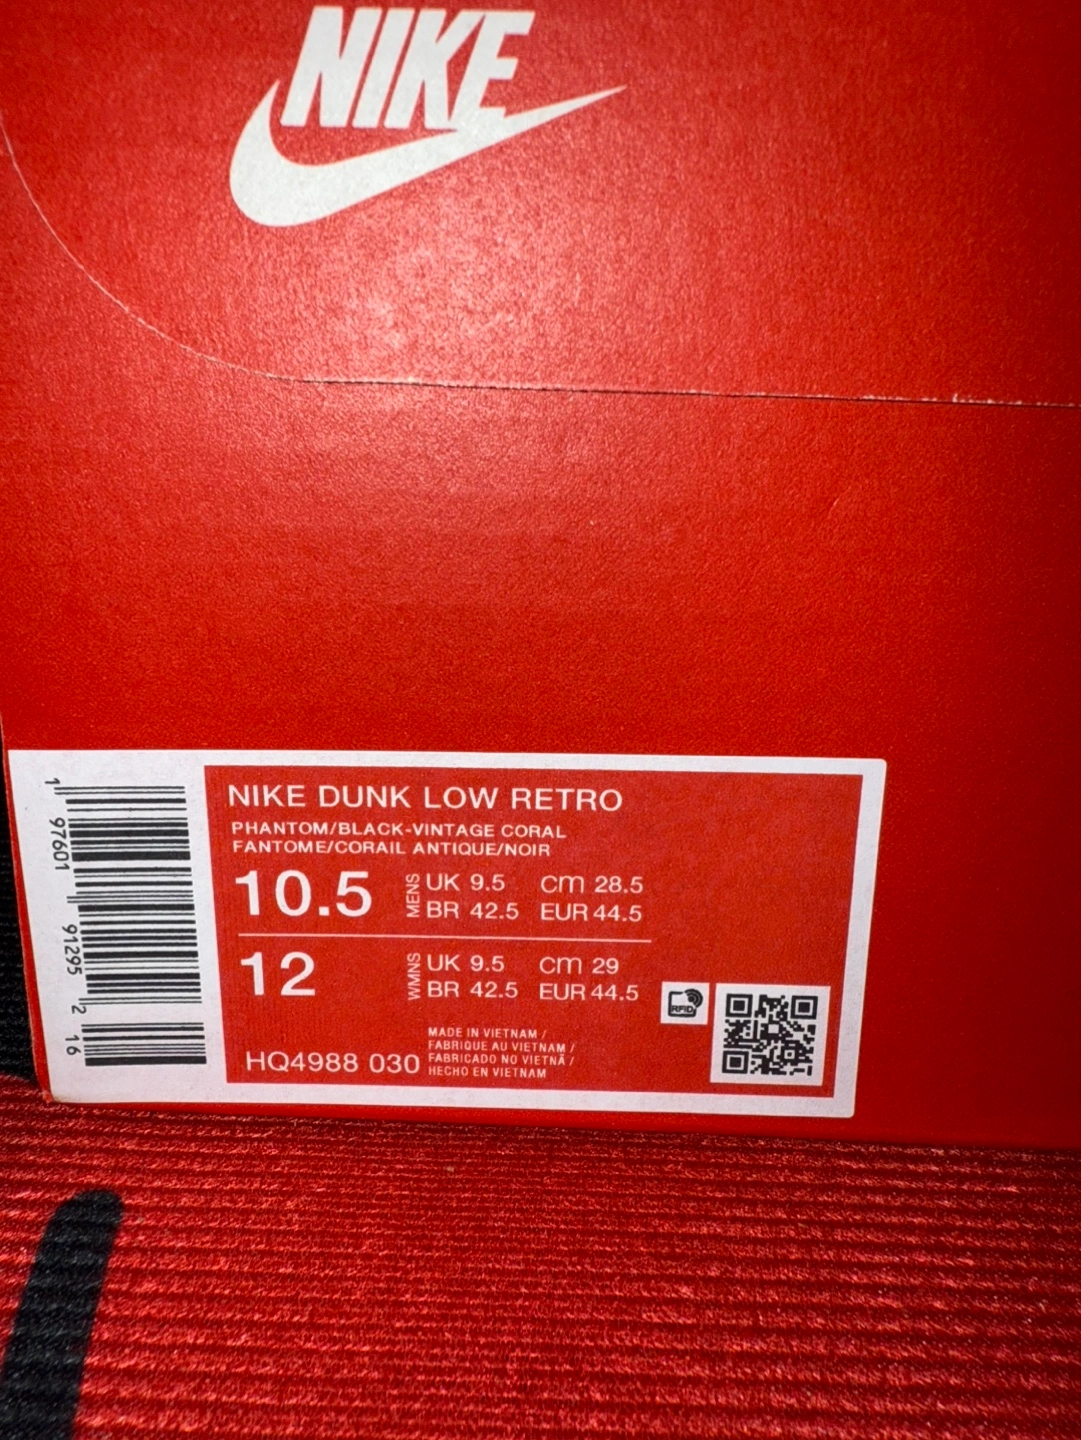 NIKE
NIKE DUNK LOW RETRO
PHANTOM/BLACK-VINTAGE CORAL
FANTOME/CORAIL ANTIQUE/NOIR
10.5 MENS UK 9.5 cm 28.5
BR 42.5 EUR 44.5
12 WMNS UK 9.5 cm 29
BR 42.5 EUR 44.5
RFID
MADE IN VIETNAM /
FABRIQUE AU VIETNAM /
FABRICADO NO VIETNÃ /
HECHO EN VIETNAM
HQ4988 030
1 97601 91295 2 16